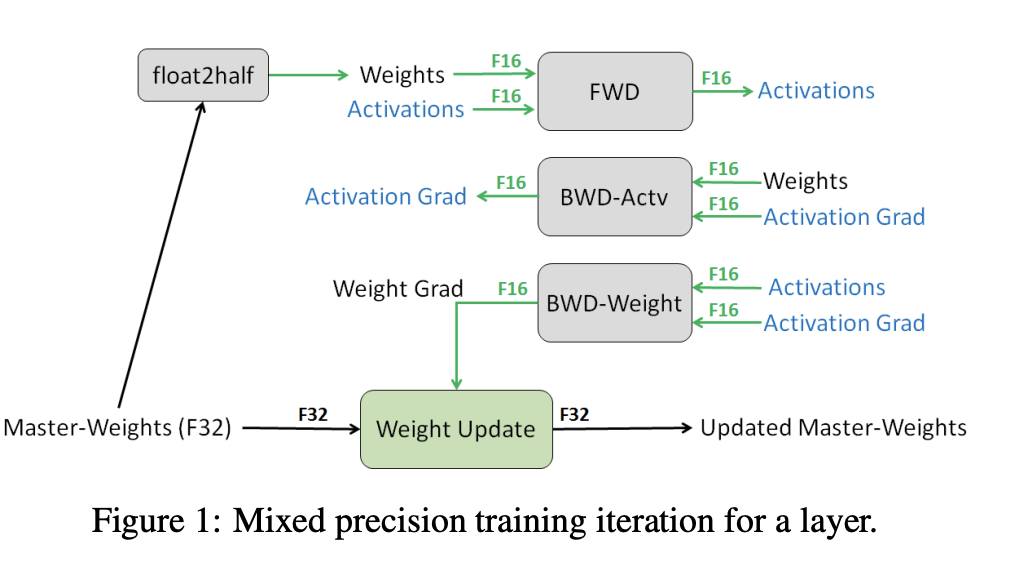 float2half
Weights
F16
Activations
F16
FWD
F16
Activations
Activation Grad
F16
BWD-Actv
F16
Weights
F16
Activation Grad
Weight Grad
F16
BWD-Weight
F16
Activations
F16
Activation Grad
Master-Weights (F32)
F32
Weight Update
F32
Updated Master-Weights
Figure 1: Mixed precision training iteration for a layer.